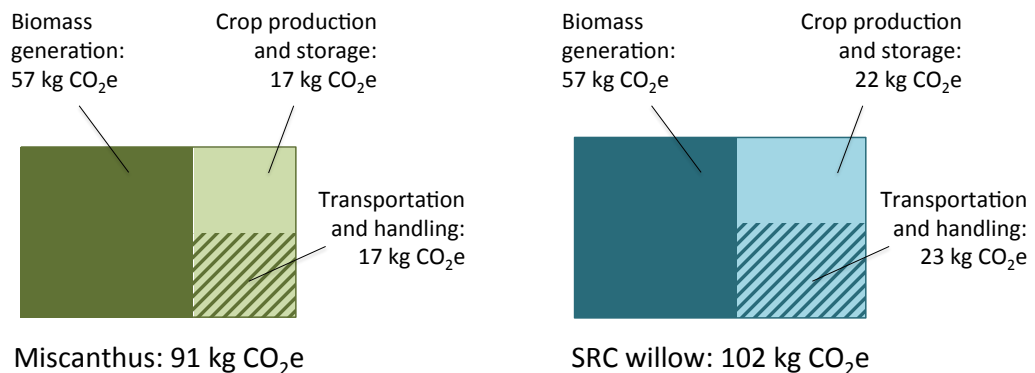 Biomass
generation:
57 kg CO₂e
Crop production
and storage:
17 kg CO₂e
Transportation
and handling:
17 kg CO₂e
Miscanthus: 91 kg CO₂e
Biomass
generation:
57 kg CO₂e
Crop production
and storage:
22 kg CO₂e
Transportation
and handling:
23 kg CO₂e
SRC willow: 102 kg CO₂e